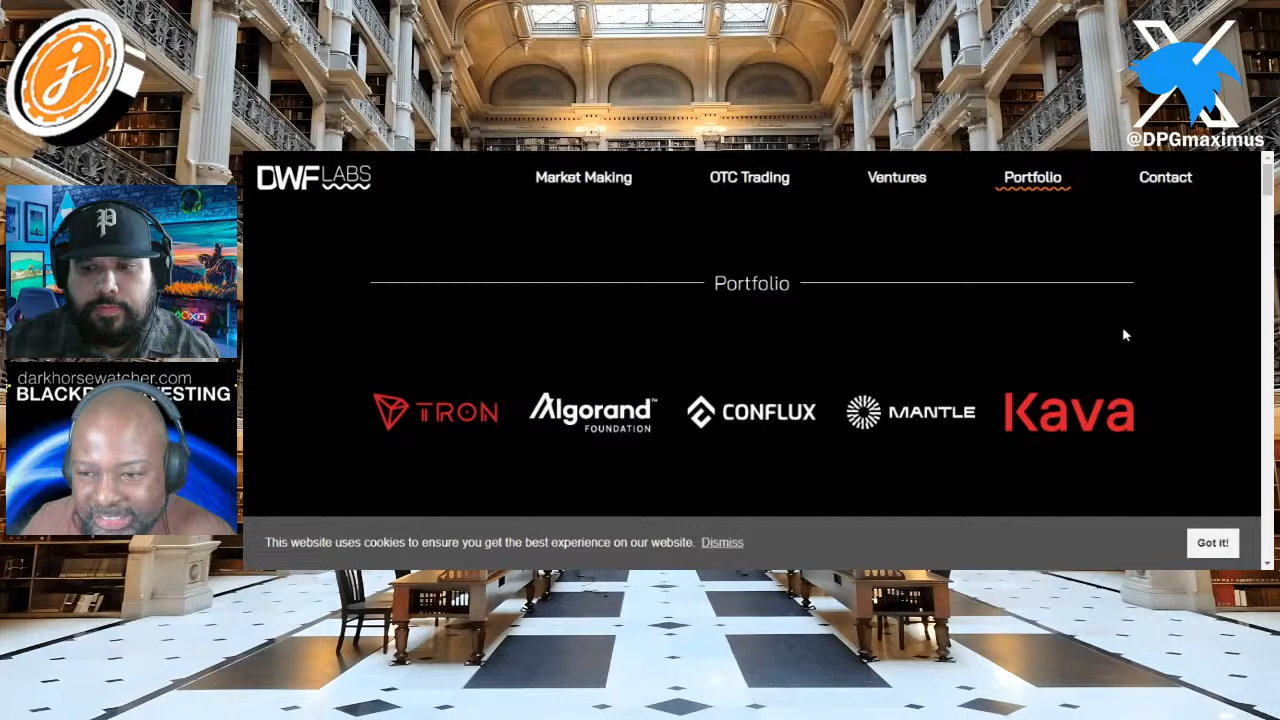 j
@DPGmaximus
DWF LABS
Market Making
OTC Trading
Ventures
Portfolio
Contact
P
darkhorsewatcher.com
Portfolio
TRON
Algorand™
FOUNDATION
CONFLUX
MANTLE
Kava
This website uses cookies to ensure you get the best experience on our website. Dismiss
Got it!